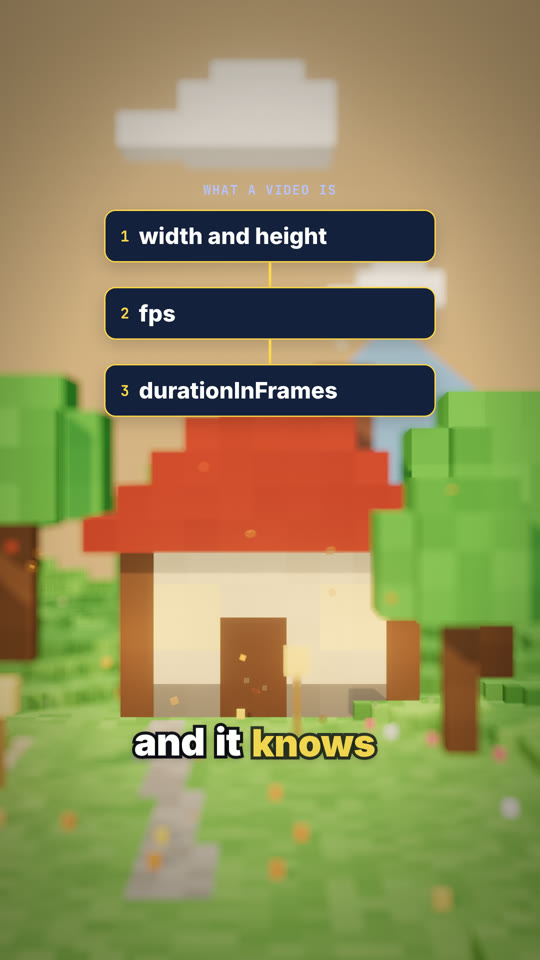 WHAT A VIDEO IS
1 width and height
2 fps
3 durationInFrames
and it knows